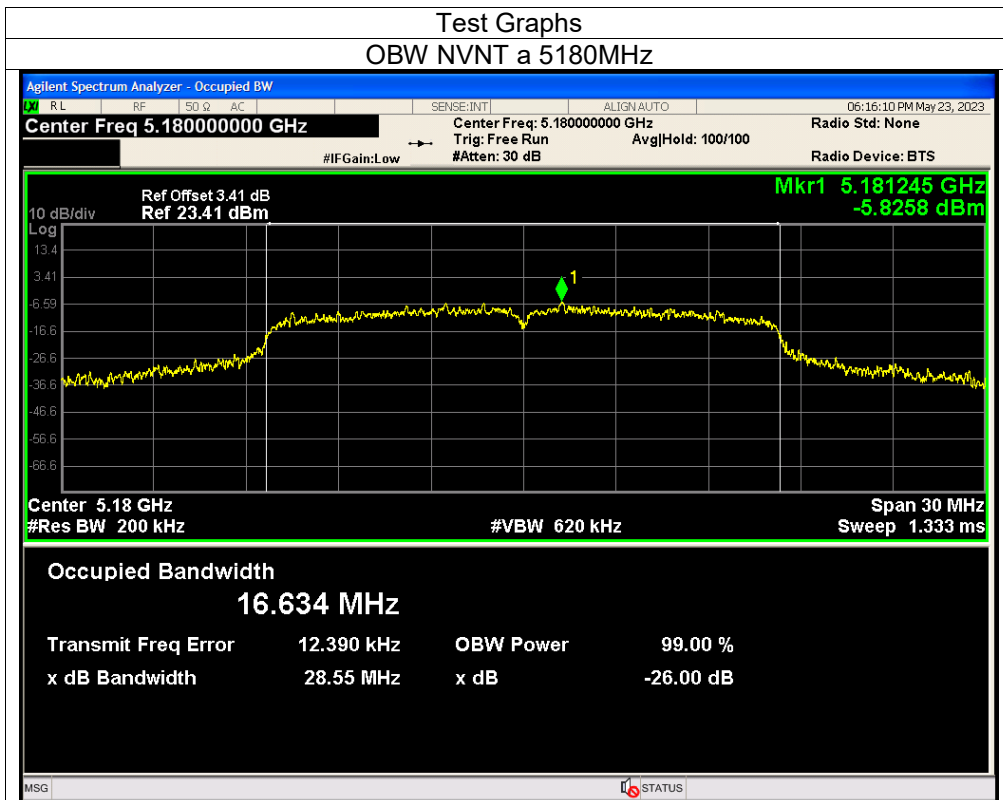 Test Graphs
OBW NVNT a 5180MHz
Agilent Spectrum Analyzer - Occupied BW
LXI RL RF 50 Ω AC SENSE:INT ALIGN AUTO 06:16:10 PM May 23, 2023
Center Freq 5.180000000 GHz Center Freq: 5.180000000 GHz Radio Std: None
Trig: Free Run Avg|Hold: 100/100
#IFGain:Low #Atten: 30 dB Radio Device: BTS
Mkr1 5.181245 GHz
Ref Offset 3.41 dB
10 dB/div Ref 23.41 dBm -5.8258 dBm
Log
13.4
3.41
1
-6.59
-16.6
-26.6
-36.6
-46.6
-56.6
-66.6
Center 5.18 GHz Span 30 MHz
#Res BW 200 kHz #VBW 620 kHz Sweep 1.333 ms
Occupied Bandwidth
16.634 MHz
Transmit Freq Error 12.390 kHz OBW Power 99.00 %
x dB Bandwidth 28.55 MHz x dB -26.00 dB
MSG STATUS